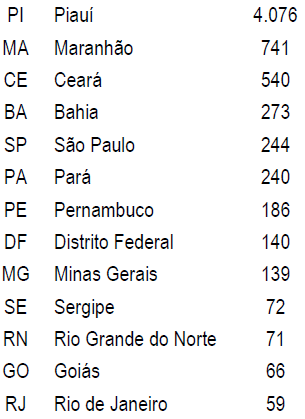 PI Piauí 4.076
MA Maranhão 741
CE Ceará 540
BA Bahia 273
SP São Paulo 244
PA Pará 240
PE Pernambuco 186
DF Distrito Federal 140
MG Minas Gerais 139
SE Sergipe 72
RN Rio Grande do Norte 71
GO Goiás 66
RJ Rio de Janeiro 59